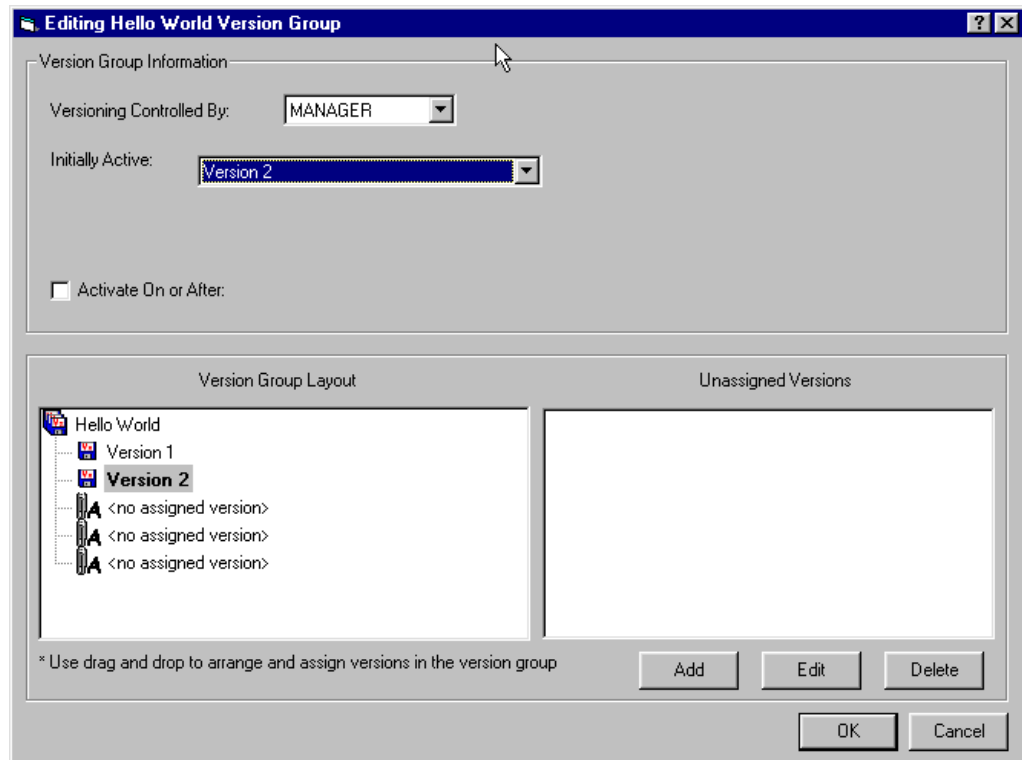 Editing Hello World Version Group
Version Group Information
Versioning Controlled By: MANAGER
Initially Active: Version 2
Activate On or After:
Version Group Layout Unassigned Versions
Hello World
Version 1
Version 2
<no assigned version>
<no assigned version>
<no assigned version>
* Use drag and drop to arrange and assign versions in the version group
Add Edit Delete
OK Cancel